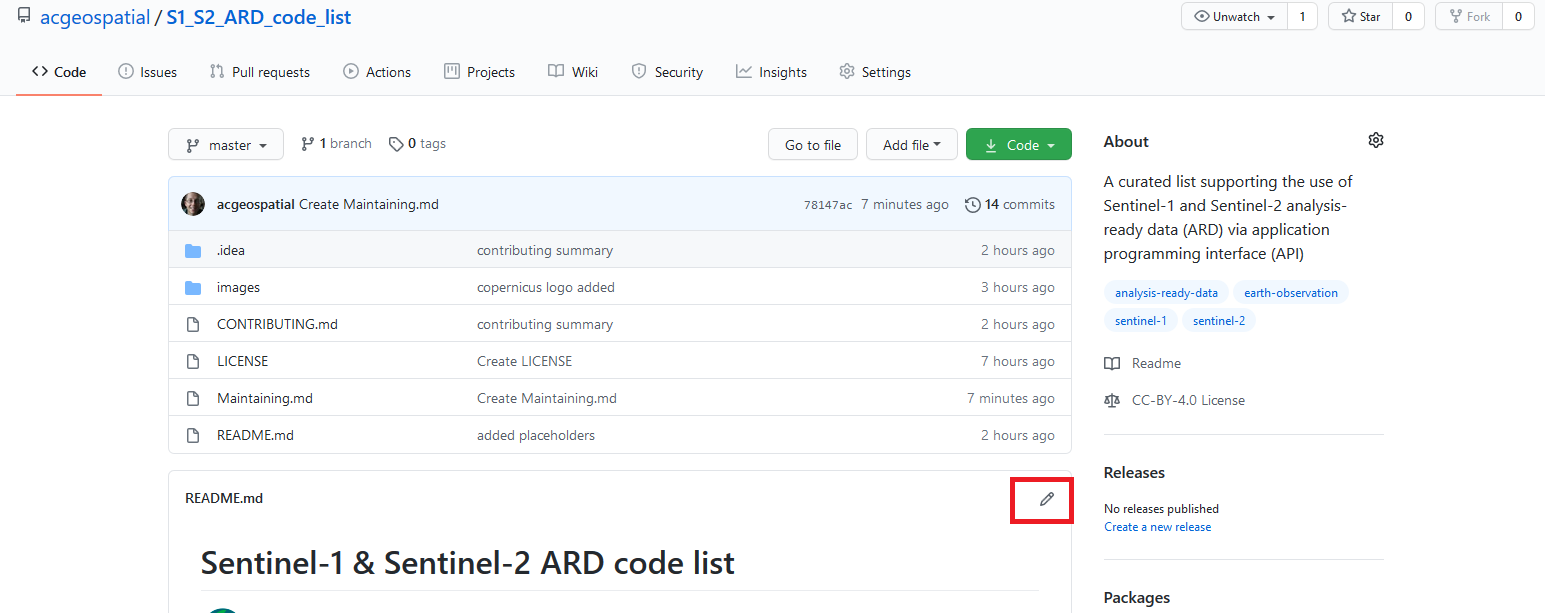 acgeospatial / S1_S2_ARD_code_list
Unwatch 1 Star 0 Fork 0
Code Issues Pull requests Actions Projects Wiki Security Insights Settings
master 1 branch 0 tags Go to file Add file Code
acgeospatial Create Maintaining.md 78147ac 7 minutes ago 14 commits
.idea contributing summary 2 hours ago
images copernicus logo added 3 hours ago
CONTRIBUTING.md contributing summary 2 hours ago
LICENSE Create LICENSE 7 hours ago
Maintaining.md Create Maintaining.md 7 minutes ago
README.md added placeholders 2 hours ago
README.md
Sentinel-1 & Sentinel-2 ARD code list
About
A curated list supporting the use of
Sentinel-1 and Sentinel-2 analysis-
ready data (ARD) via application
programming interface (API)
analysis-ready-data earth-observation
sentinel-1 sentinel-2
Readme
CC-BY-4.0 License
Releases
No releases published
Create a new release
Packages